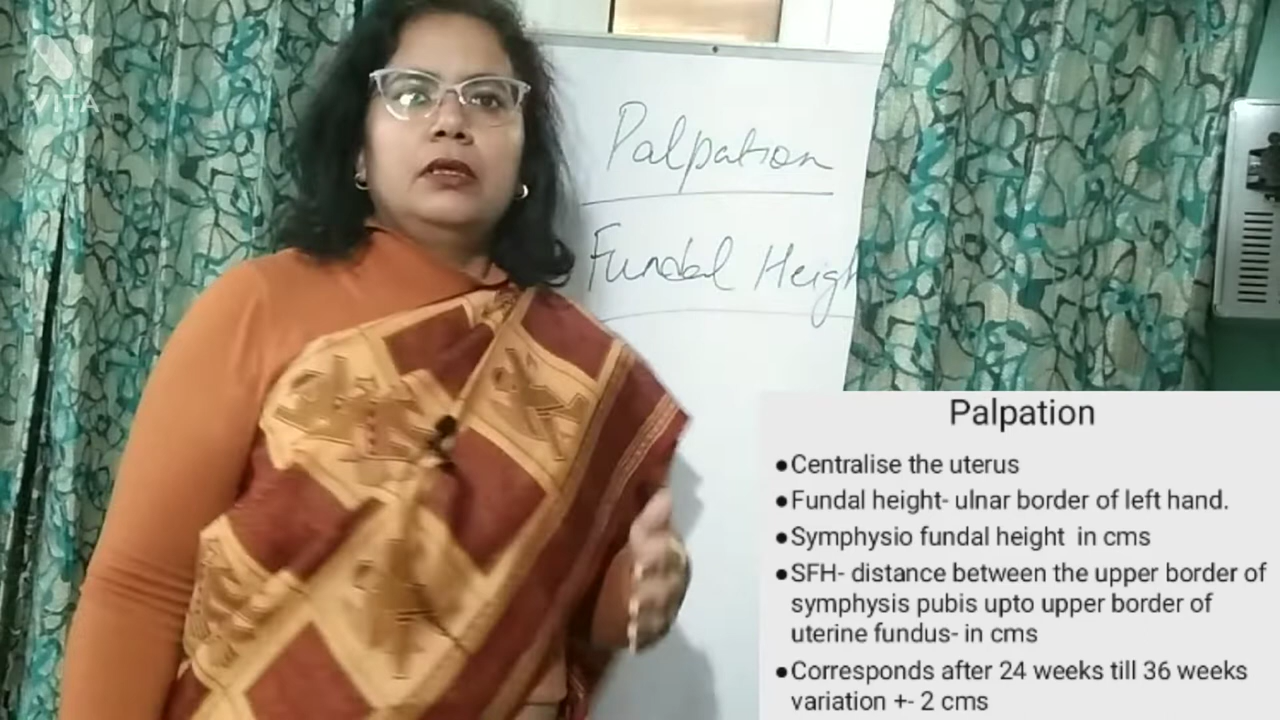 VITA
Palpation
Fundal Heigh
Palpation
●Centralise the uterus
●Fundal height- ulnar border of left hand.
●Symphysio fundal height in cms
●SFH- distance between the upper border of
symphysis pubis upto upper border of
uterine fundus- in cms
●Corresponds after 24 weeks till 36 weeks
variation +- 2 cms